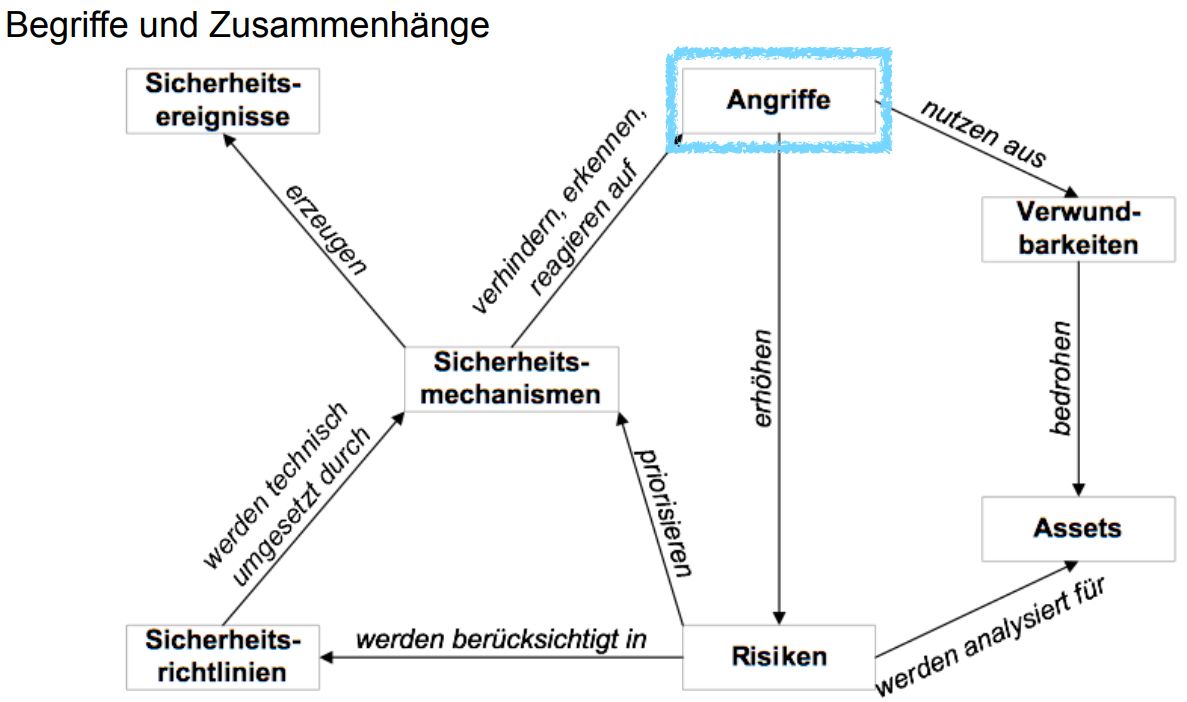 Begriffe und Zusammenhänge
Sicherheits-
ereignisse
Angriffe
nutzen aus
verhindern, erkennen,
reagieren auf
erzeugen
Verwund-
barkeiten
Sicherheits-
mechanismen
erhöhen
bedrohen
werden technisch
umgesetzt durch
priorisieren
Assets
Sicherheits-
richtlinien
werden berücksichtigt in
Risiken
werden analysiert für